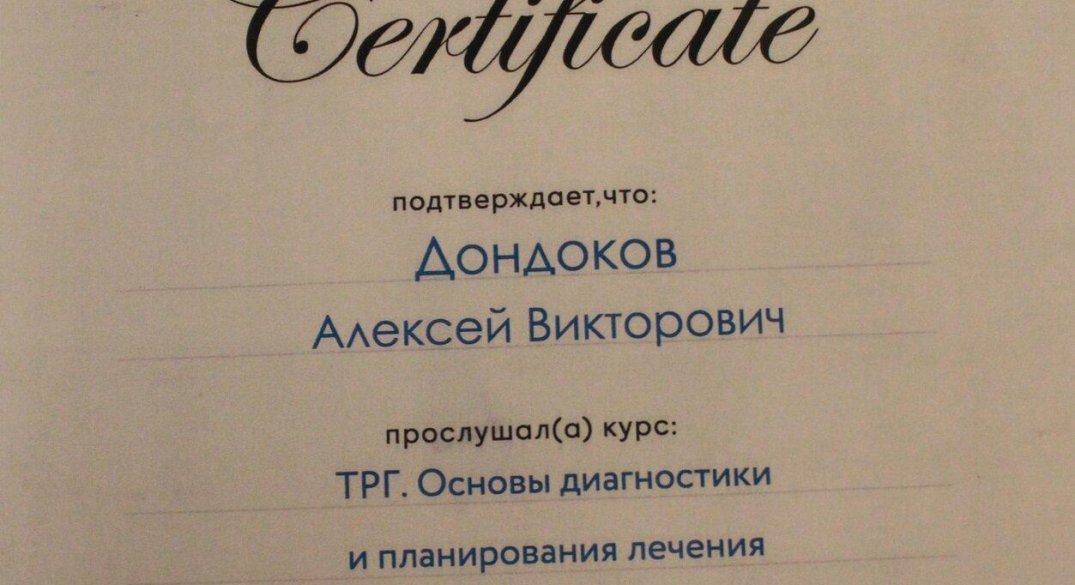 Certificate
подтверждает,что:
Дондоков
Алексей Викторович
прослушал(а) курс:
ТРГ. Основы диагностики
и планирования лечения